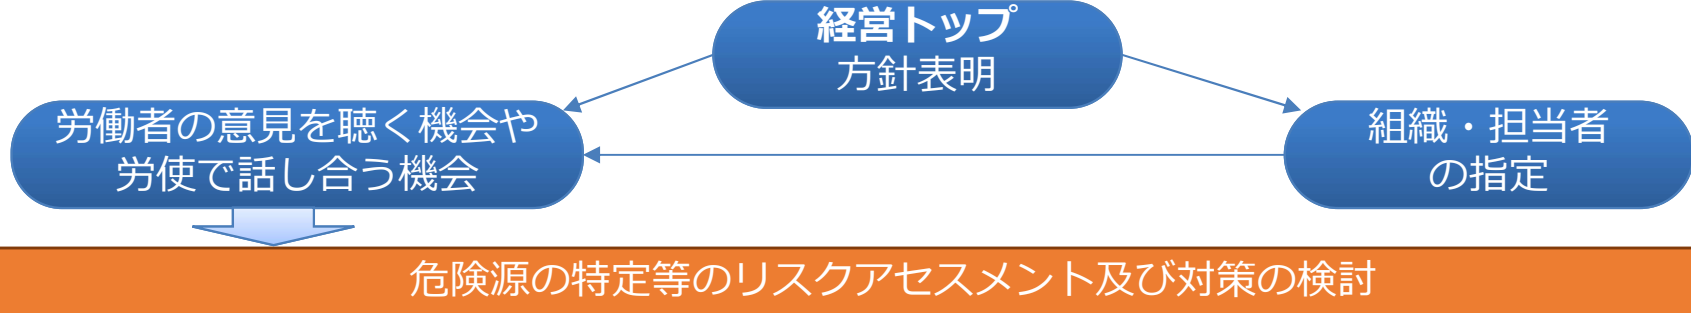 経営トップ
方針表明
労働者の意見を聴く機会や
労使で話し合う機会
組織・担当者
の指定
危険源の特定等のリスクアセスメント及び対策の検討